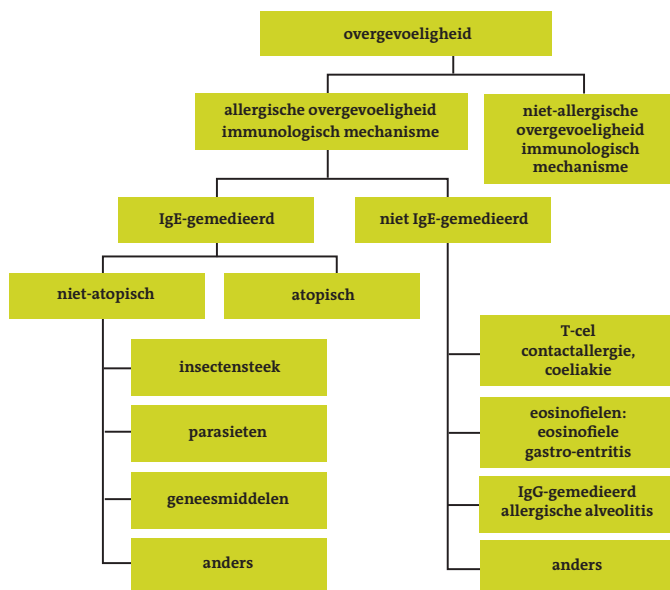 overgevoeligheid
allergische overgevoeligheid
immunologisch mechanisme
niet-allergische
overgevoeligheid
immunologisch
mechanisme
IgE-gemedieerd
niet IgE-gemedieerd
niet-atopisch
atopisch
insectensteek
parasieten
geneesmiddelen
anders
T-cel
contactallergie,
coeliakie
eosinofielen:
eosinofiele
gastro-entritis
IgG-gemedieerd
allergische alveolitis
anders